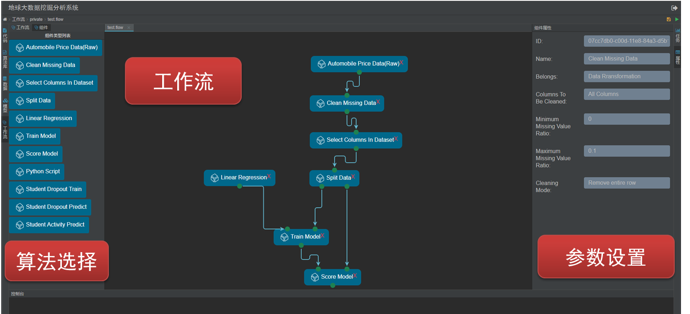 地球大数据挖掘分析系统
工作区 › private › test flow
工作区
组件
test flow
组件属性
组件类型列表
Automobile Price Data(Raw)
Clean Missing Data
Select Columns In Dataset
Split Data
Linear Regression
Train Model
Score Model
Python Script
Student Dropout Train
Student Dropout Predict
Student Activity Predict
算法选择
工作流
Automobile Price Data(Raw)
Clean Missing Data
Select Columns In Dataset
Linear Regression
Split Data
Train Model
Score Model
ID:
Name:
Clean Missing Data
Belongs:
Data Rransformation
Columns To
Be Cleaned:
All Columns
Minimum
Missing Value
Ratio:
0
Maximum
Missing Value
Ratio:
0.1
Cleaning
Mode:
Remove entire row
参数设置
控制台